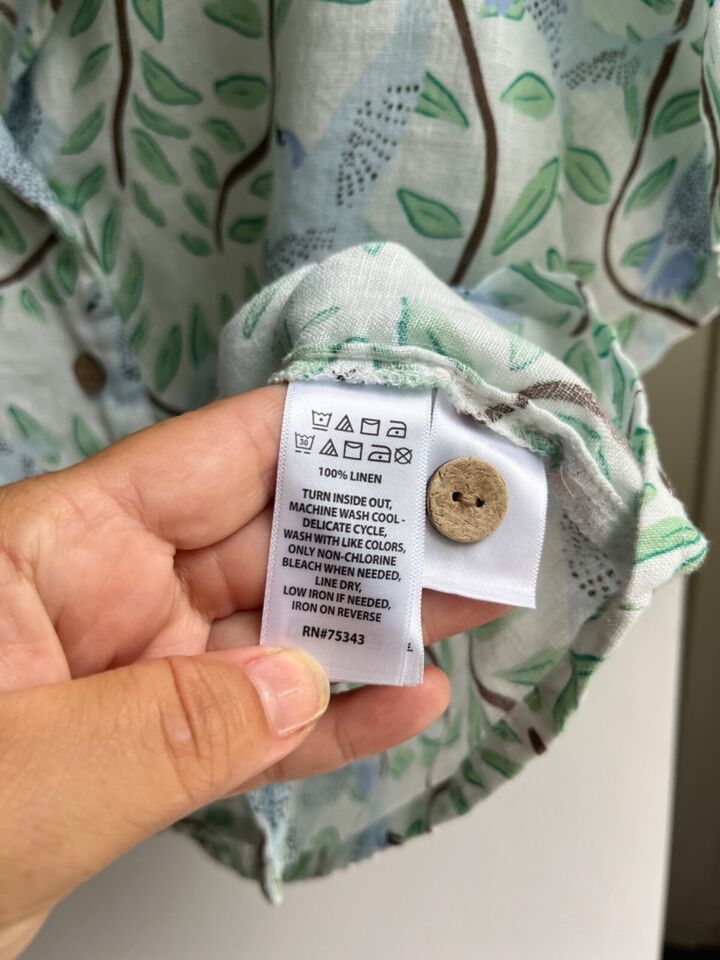 30
100% LINEN
TURN INSIDE OUT,
MACHINE WASH COOL -
DELICATE CYCLE,
WASH WITH LIKE COLORS,
ONLY NON-CHLORINE
BLEACH WHEN NEEDED,
LINE DRY,
LOW IRON IF NEEDED,
IRON ON REVERSE
RN#75343